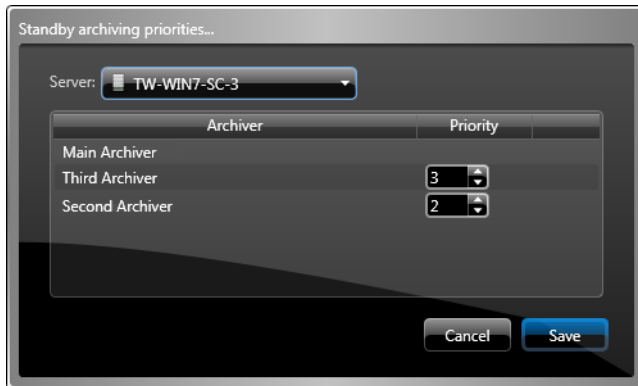 Standby archiving priorities...
Server: TW-WIN7-SC-3
Archiver Priority
Main Archiver
Third Archiver 3
Second Archiver 2
Cancel Save